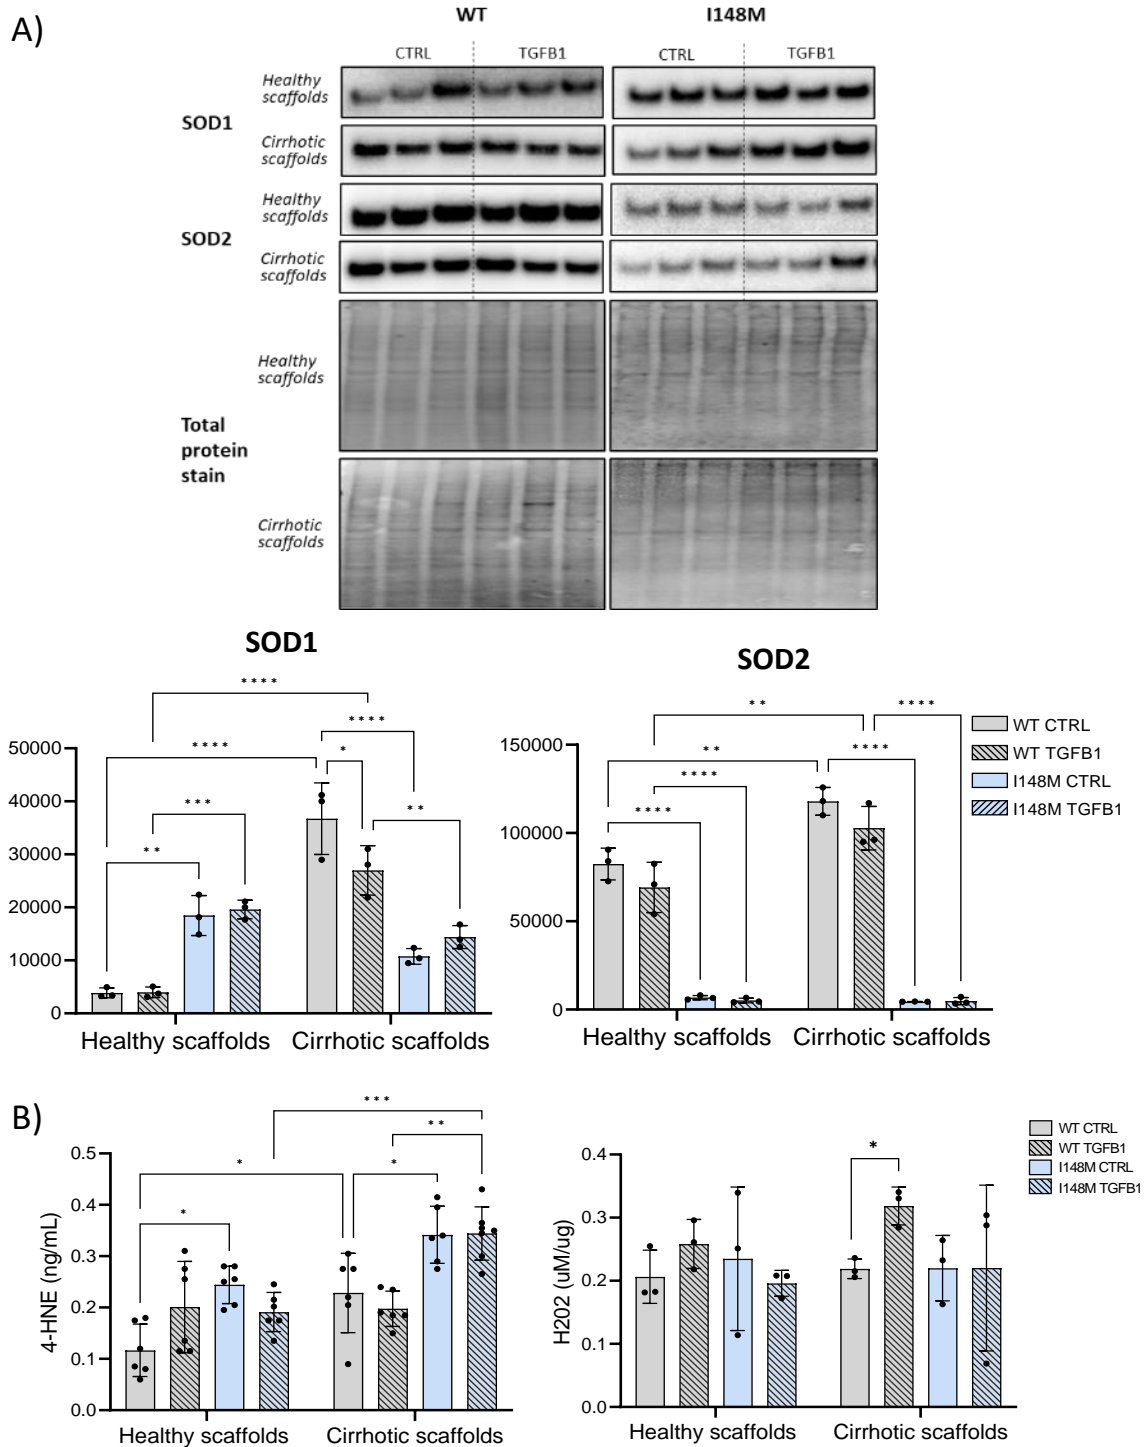 A)
WT
I148M
CTRL
TGFB1
CTRL
TGFB1
SOD1
Healthy
scaffolds
Cirrhotic
scaffolds
SOD2
Healthy
scaffolds
Cirrhotic
scaffolds
Total
protein
stain
Healthy
scaffolds
Cirrhotic
scaffolds
SOD1
****
****
****
*
***
**
**
50000
40000
30000
20000
10000
0
Healthy scaffolds
Cirrhotic scaffolds
SOD2
**
****
**
****
****
****
150000
100000
50000
0
Healthy scaffolds
Cirrhotic scaffolds
WT CTRL
WT TGFB1
I148M CTRL
I148M TGFB1
B)
***
**
*
*
*
4-HNE (ng/mL)
0.5
0.4
0.3
0.2
0.1
0.0
Healthy scaffolds
Cirrhotic scaffolds
*
H202 (uM/ug)
0.4
0.3
0.2
0.1
0.0
Healthy scaffolds
Cirrhotic scaffolds
WT CTRL
WT TGFB1
I148M CTRL
I148M TGFB1